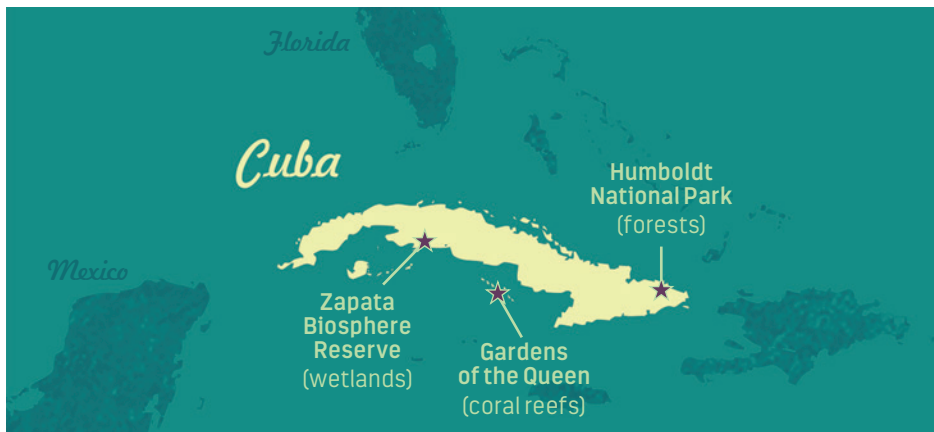 Florida
Cuba
Humboldt
National Park
(forests)
Mexico
Zapata
Biosphere
Reserve
(wetlands)
Gardens
of the Queen
(coral reefs)